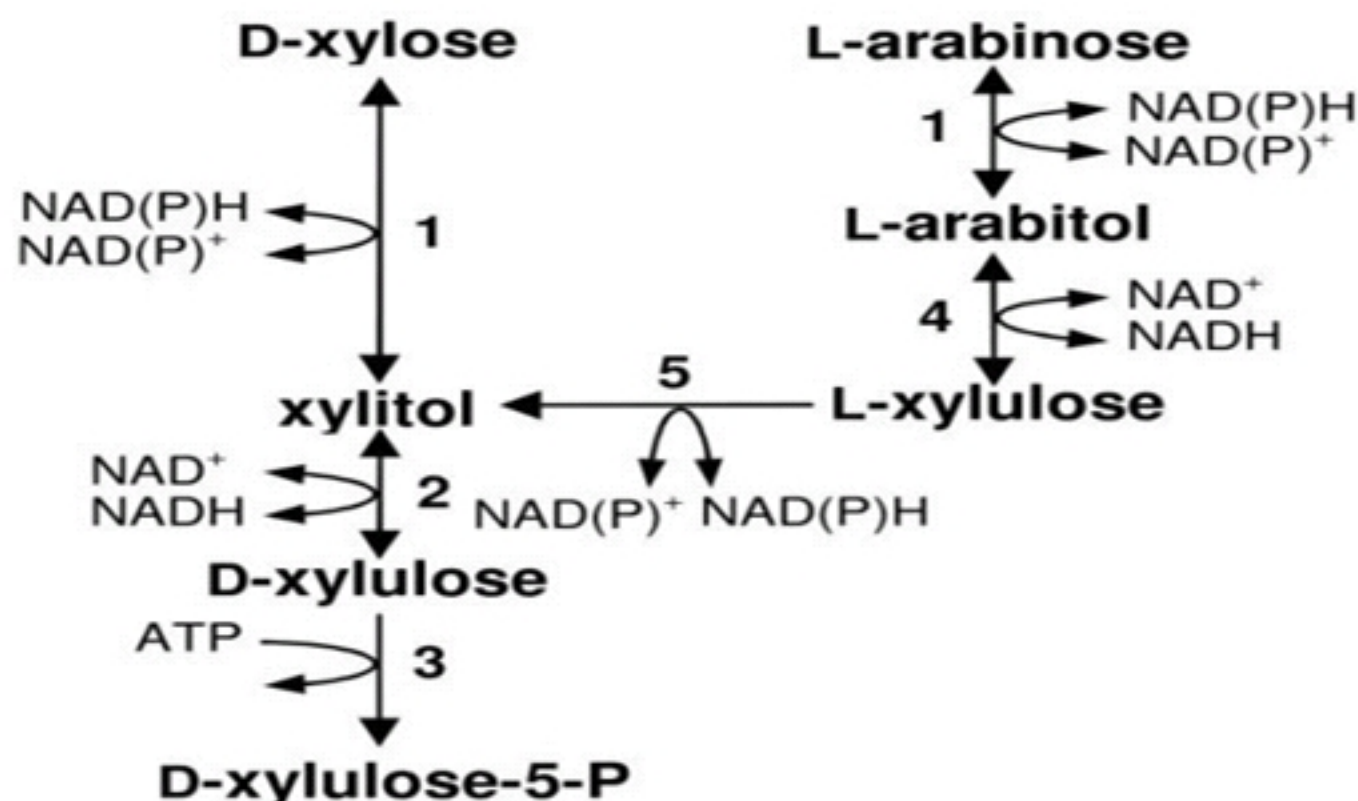 D-xylose
NAD(P)H
NAD(P)⁺
1
xylitol
NAD⁺
NADH
2
D-xylulose
ATP
3
D-xylulose-5-P
L-arabinose
1
NAD(P)H
NAD(P)⁺
L-arabitol
4
NAD⁺
NADH
L-xylulose
5
NAD(P)⁺ NAD(P)H